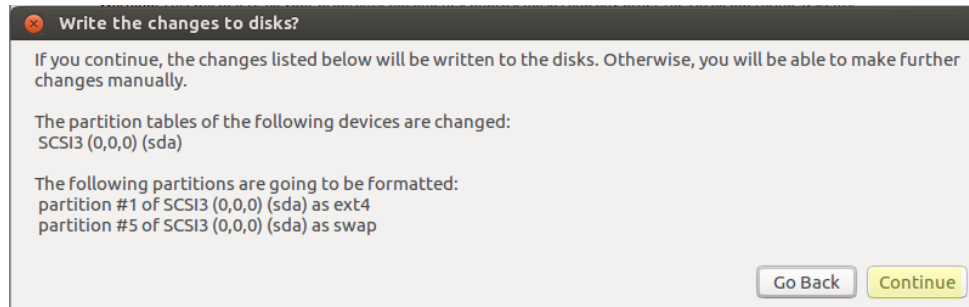 Write the changes to disks?
If you continue, the changes listed below will be written to the disks. Otherwise, you will be able to make further
changes manually.
The partition tables of the following devices are changed:
SCSI3 (0,0,0) (sda)
The following partitions are going to be formatted:
partition #1 of SCSI3 (0,0,0) (sda) as ext4
partition #5 of SCSI3 (0,0,0) (sda) as swap
Go Back Continue